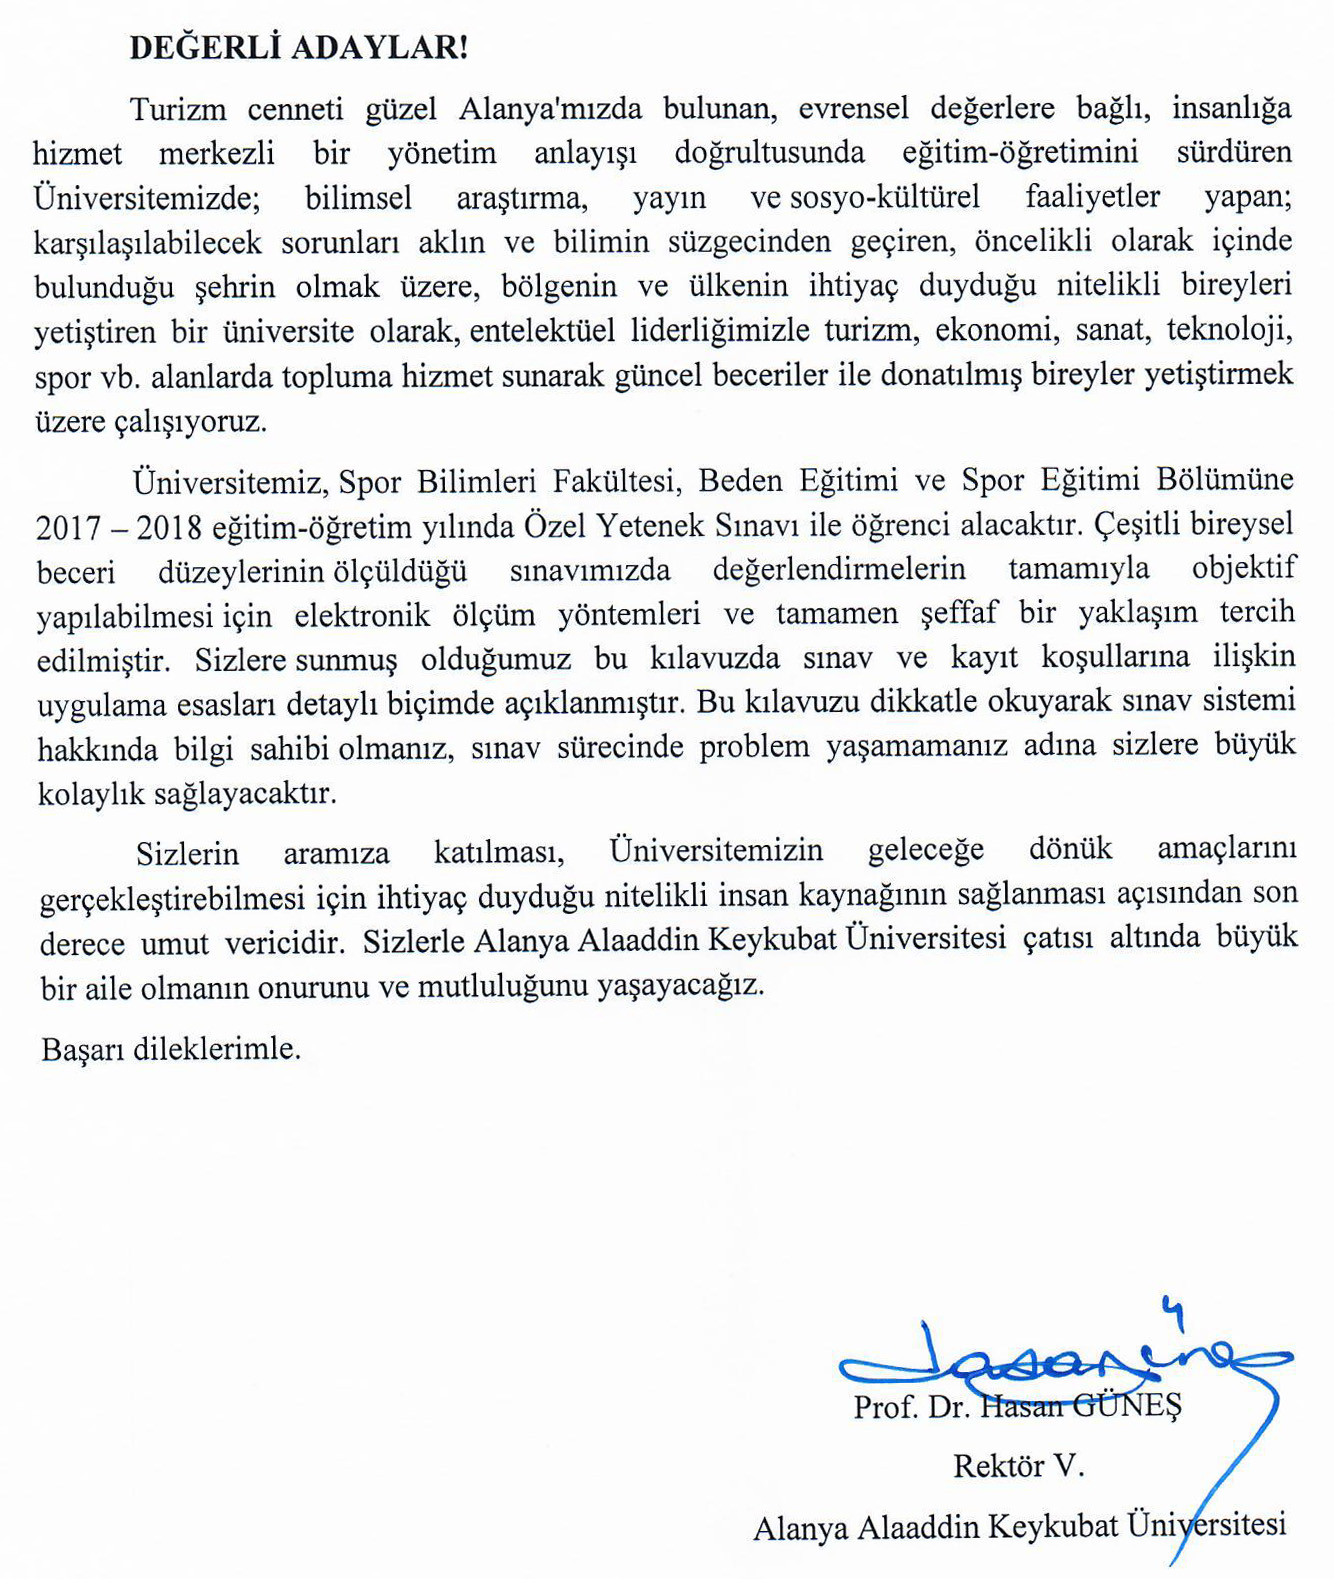 DEĞERLİ ADAYLAR!
Turizm cenneti güzel Alanya'mızda bulunan, evrensel değerlere bağlı, insanlığa
hizmet merkezli bir yönetim anlayışı doğrultusunda eğitim-öğretimini sürdüren
Üniversitemizde; bilimsel araştırma, yayın ve sosyo-kültürel faaliyetler yapan;
karşılaşılabilecek sorunları aklın ve bilimin süzgecinden geçiren, öncelikli olarak içinde
bulunduğu şehrin olmak üzere, bölgenin ve ülkenin ihtiyaç duyduğu nitelikli bireyleri
yetiştiren bir üniversite olarak, entelektüel liderliğimizle turizm, ekonomi, sanat, teknoloji,
spor vb. alanlarda topluma hizmet sunarak güncel beceriler ile donatılmış bireyler yetiştirmek
üzere çalışıyoruz.
Üniversitemiz, Spor Bilimleri Fakültesi, Beden Eğitimi ve Spor Eğitimi Bölümüne
2017 – 2018 eğitim-öğretim yılında Özel Yetenek Sınavı ile öğrenci alacaktır. Çeşitli bireysel
beceri düzeylerinin ölçüldüğü sınavımızda değerlendirmelerin tamamıyla objektif
yapılabilmesi için elektronik ölçüm yöntemleri ve tamamen şeffaf bir yaklaşım tercih
edilmiştir. Sizlere sunmuş olduğumuz bu kılavuzda sınav ve kayıt koşullarına ilişkin
uygulama esasları detaylı biçimde açıklanmıştır. Bu kılavuzu dikkatle okuyarak sınav sistemi
hakkında bilgi sahibi olmanız, sınav sürecinde problem yaşamamanız adına sizlere büyük
kolaylık sağlayacaktır.
Sizlerin aramıza katılması, Üniversitemizin geleceğe dönük amaçlarını
gerçekleştirebilmesi için ihtiyaç duyduğu nitelikli insan kaynağının sağlanması açısından son
derece umut vericidir. Sizlerle Alanya Alaaddin Keykubat Üniversitesi çatısı altında büyük
bir aile olmanın onurunu ve mutluluğunu yaşayacağız.
Başarı dileklerimle.
Prof. Dr. Hasan GÜNEŞ
Rektör V.
Alanya Alaaddin Keykubat Üniversitesi